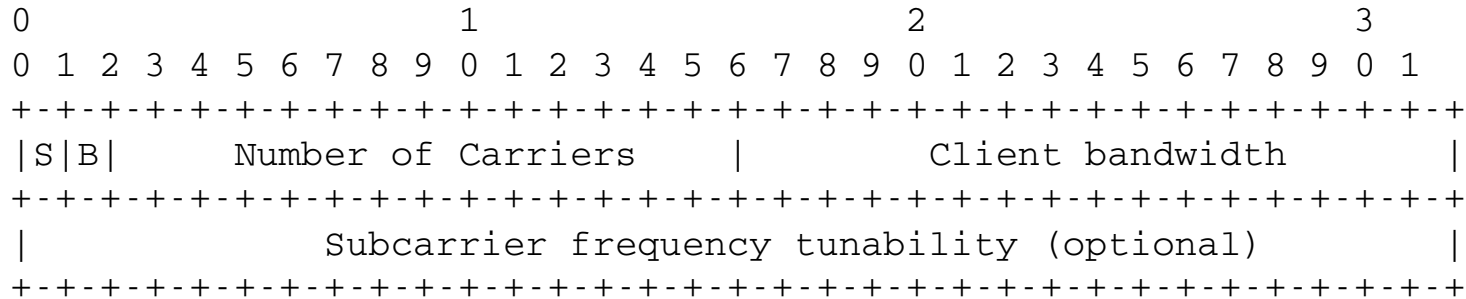 0                   1                   2                   3
0 1 2 3 4 5 6 7 8 9 0 1 2 3 4 5 6 7 8 9 0 1 2 3 4 5 6 7 8 9 0 1
+-+-+-+-+-+-+-+-+-+-+-+-+-+-+-+-+-+-+-+-+-+-+-+-+-+-+-+-+-+-+-+-+
|S|B|     Number of Carriers    |        Client bandwidth       |
+-+-+-+-+-+-+-+-+-+-+-+-+-+-+-+-+-+-+-+-+-+-+-+-+-+-+-+-+-+-+-+-+
|             Subcarrier frequency tunability (optional)        |
+-+-+-+-+-+-+-+-+-+-+-+-+-+-+-+-+-+-+-+-+-+-+-+-+-+-+-+-+-+-+-+-+